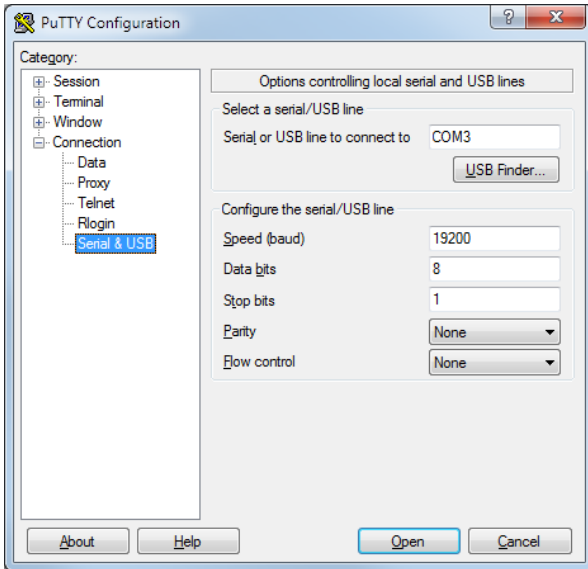 PuTTY Configuration
Category:
Session
Terminal
Window
Connection
Data
Proxy
Telnet
Rlogin
Serial & USB
Options controlling local serial and USB lines
Select a serial/USB line
Serial or USB line to connect to COM3
USB Finder...
Configure the serial/USB line
Speed (baud) 19200
Data bits 8
Stop bits 1
Parity None
Flow control None
About Help Open Cancel